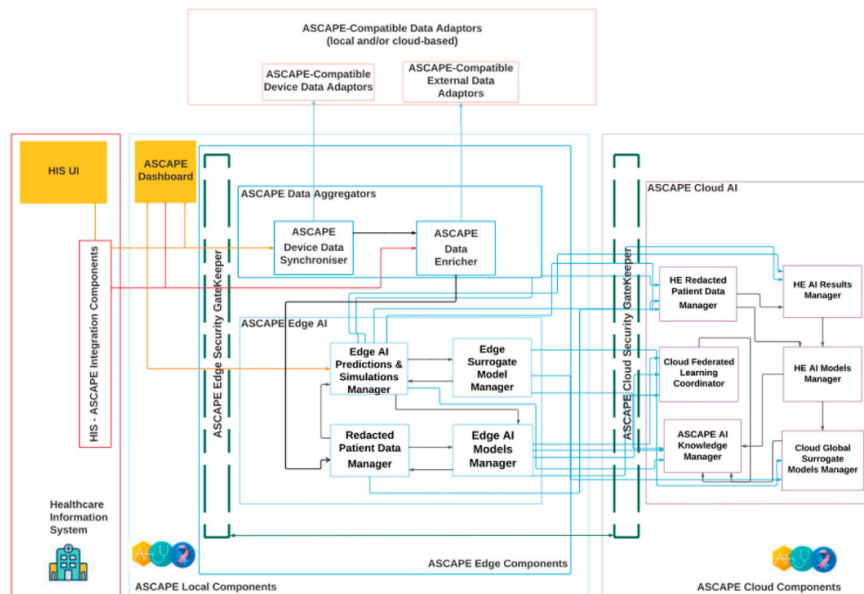 ASCAPE-Compatible Data Adaptors
(local and/or cloud-based)
ASCAPE-Compatible
Device Data Adaptors
ASCAPE-Compatible
External Data
Adaptors
HIS UI
ASCAPE
Dashboard
HIS - ASCAPE Integration Components
ASCAPE Edge Security GateKeeper
ASCAPE Data Aggregators
ASCAPE
Device Data
Synchroniser
ASCAPE
Data
Enricher
ASCAPE Edge AI
Edge AI
Predictions &
Simulations
Manager
Edge
Surrogate
Model
Manager
Redacted
Patient Data
Manager
Edge AI
Models
Manager
ASCAPE Cloud Security GateKeeper
ASCAPE Cloud AI
HE Redacted
Patient Data
Manager
HE AI Results
Manager
Cloud Federated
Learning
Coordinator
HE AI Models
Manager
ASCAPE AI
Knowledge
Manager
Cloud Global
Surrogate
Models Manager
Healthcare
Information
System
ASCAPE Edge Components
ASCAPE Local Components
ASCAPE Cloud Components